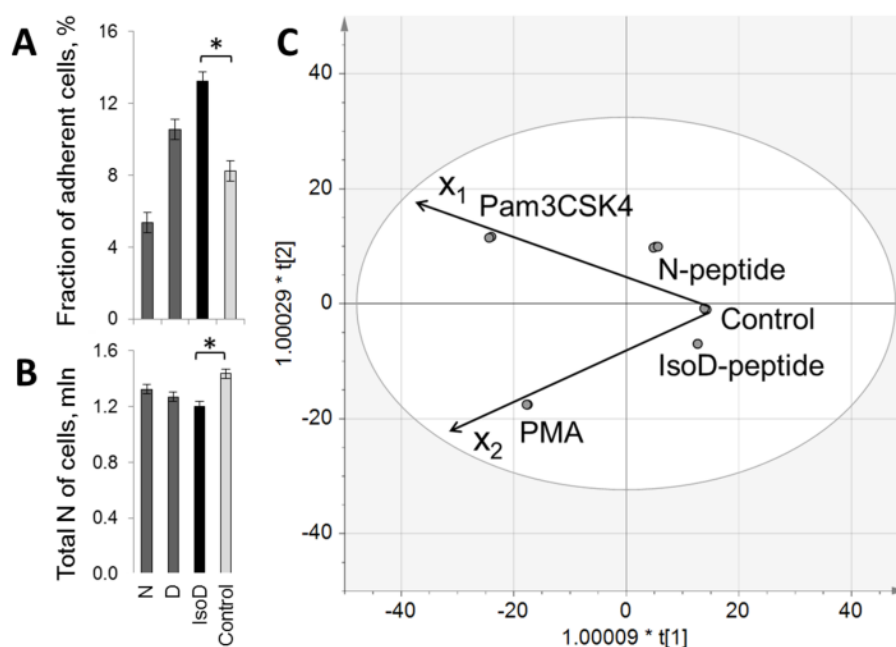 A
Fraction of adherent cells, %
16
12
8
4
0
*
B
Total N of cells, mln
1.6
1.2
0.8
0.4
0.0
*
N
D
IsoD
Control
C
1.00029 * t[2]
40
20
0
-20
-40
x1
Pam3CSK4
N-peptide
Control
IsoD-peptide
PMA
x2
-40 -20 0 20 40
1.00009 * t[1]